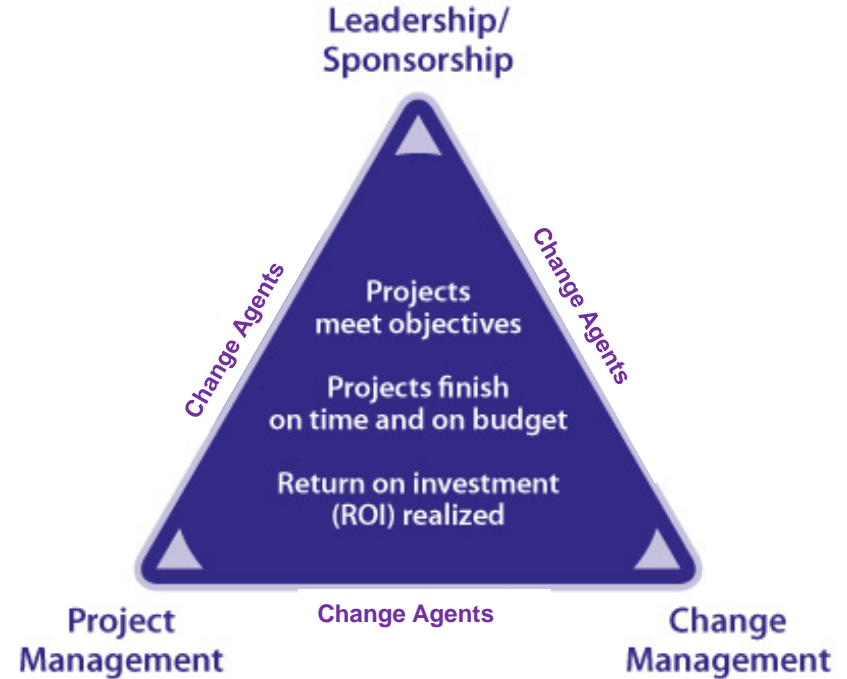 Leadership/
Sponsorship
Change Agents
Change Agents
Projects
meet objectives
Projects finish
on time and on budget
Return on investment
(ROI) realized
Change Agents
Project
Management
Change
Management